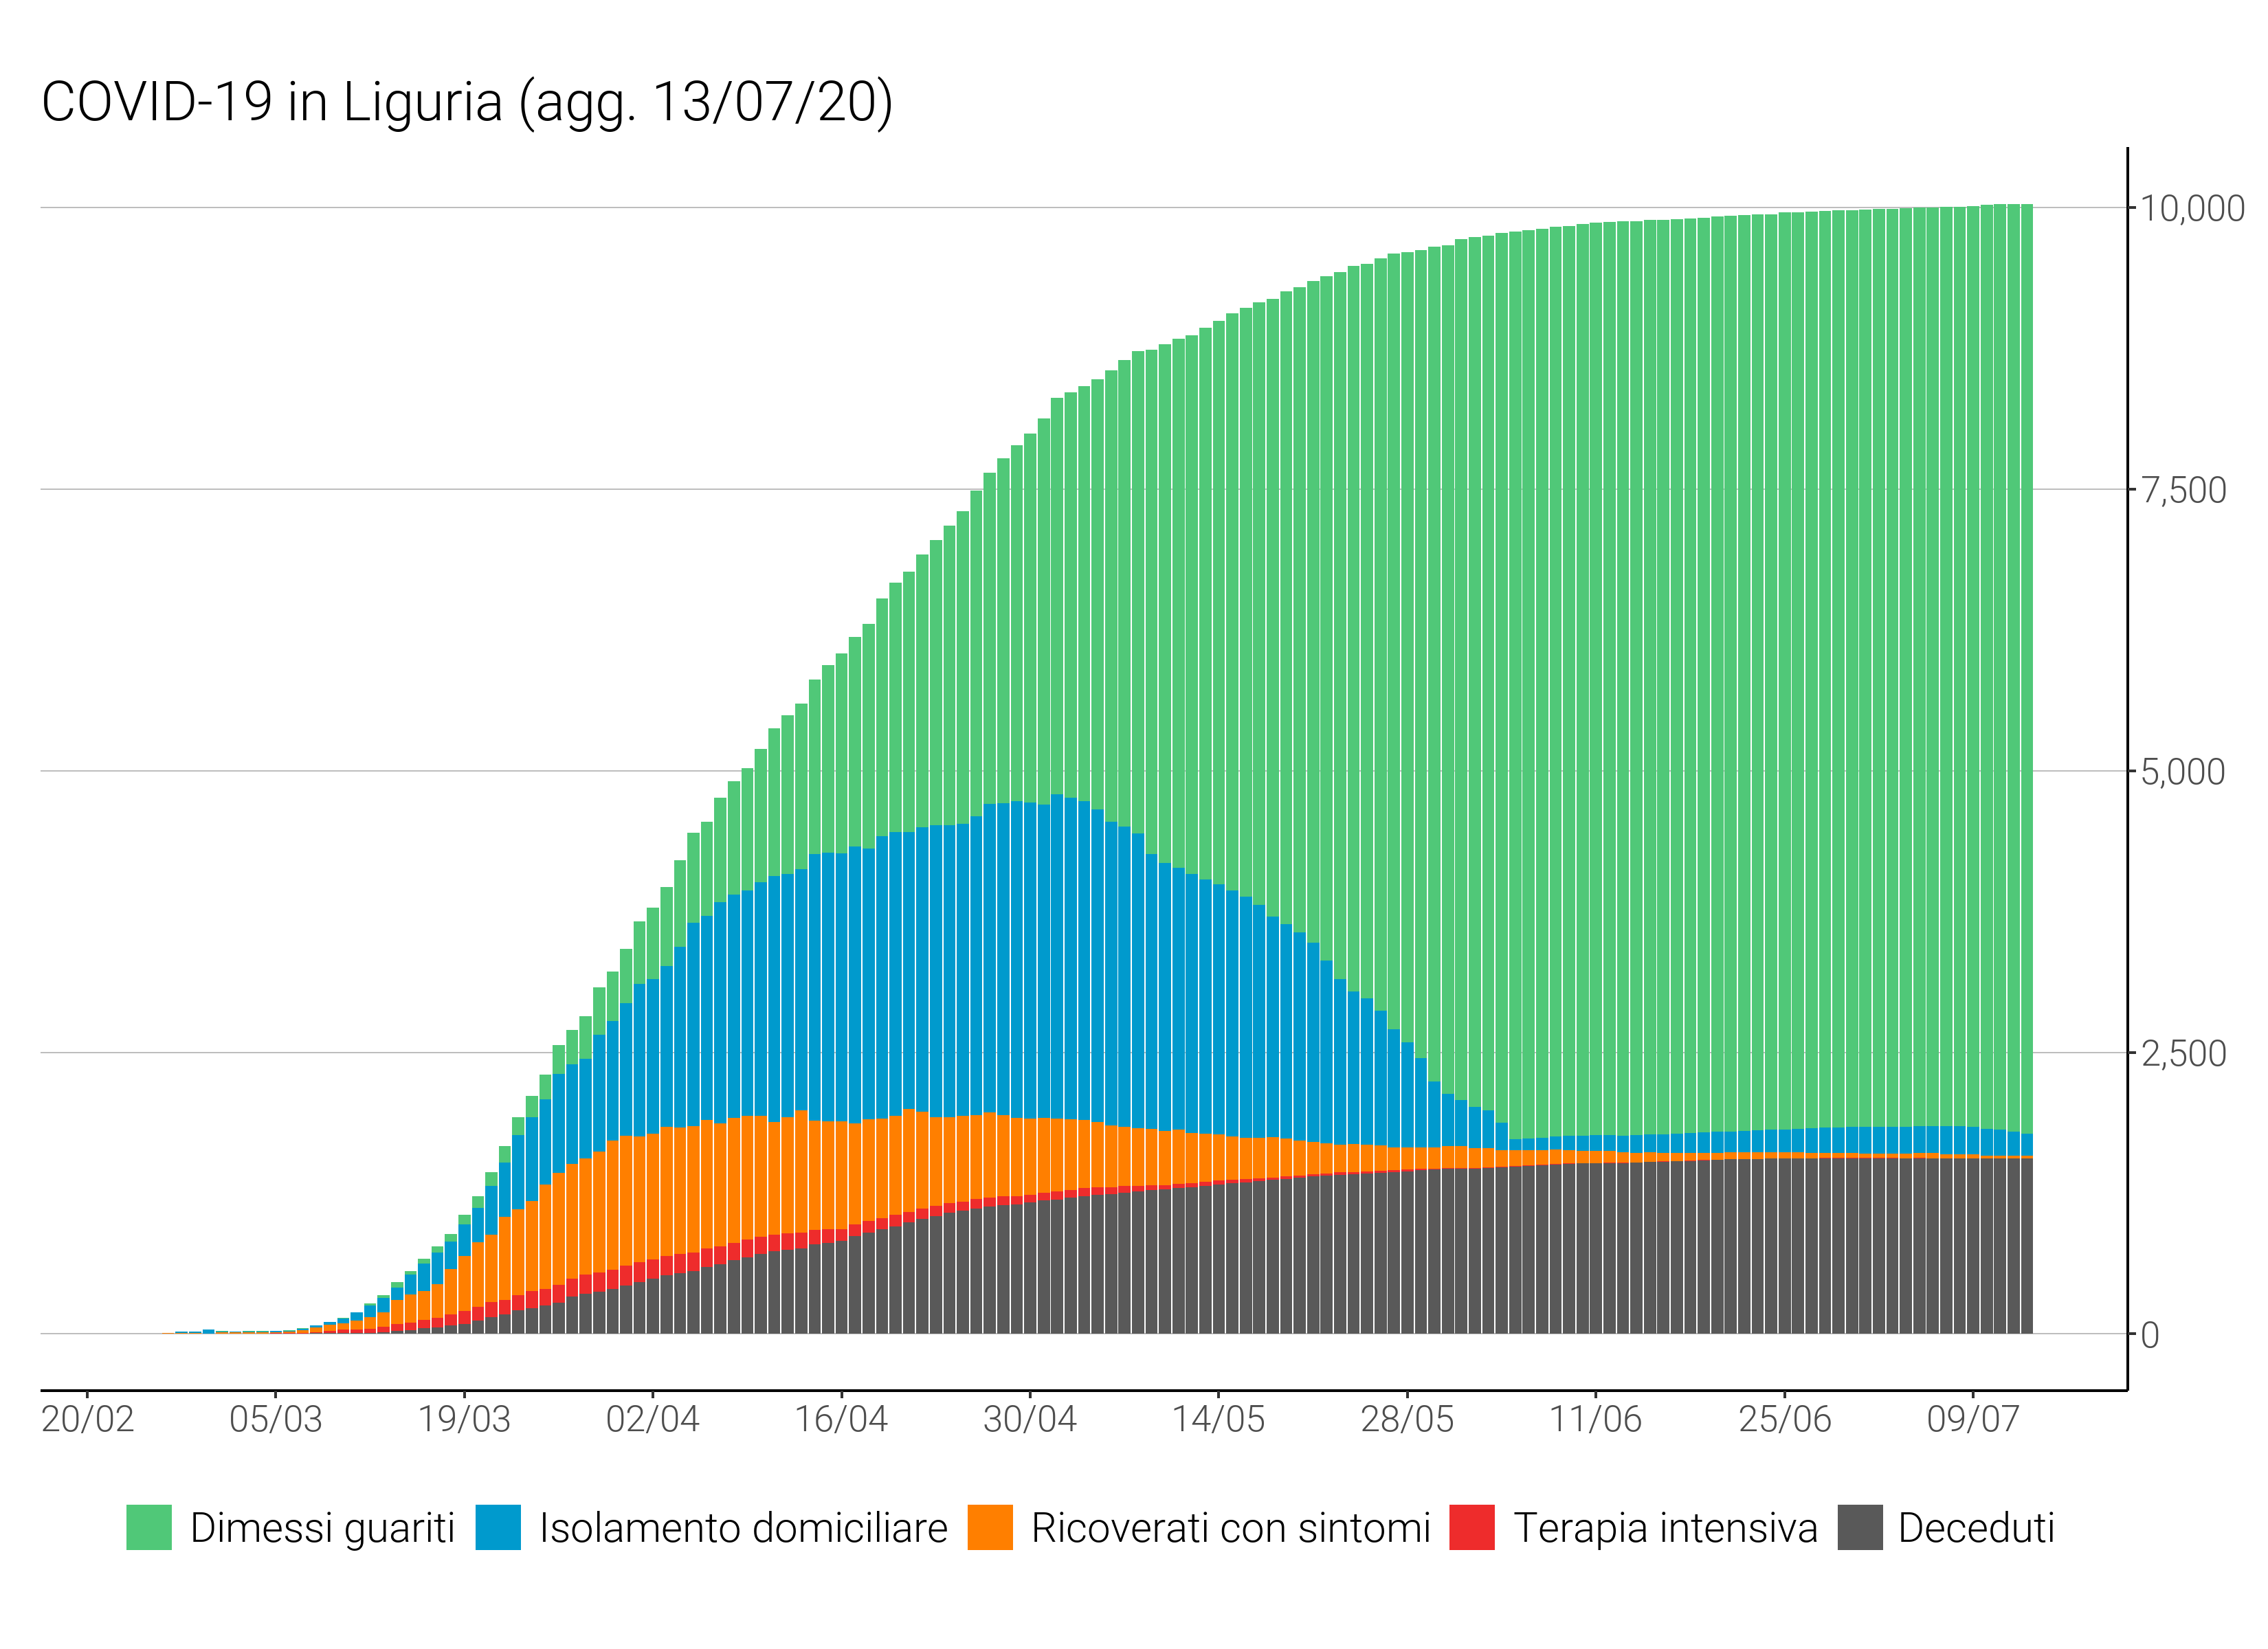 COVID-19 in Liguria (agg. 13/07/20)
10,000
7,500
5,000
2,500
0
20/02 05/03 19/03 02/04 16/04 30/04 14/05 28/05 11/06 25/06 09/07
Dimessi guariti Isolamento domiciliare Ricoverati con sintomi Terapia intensiva Deceduti